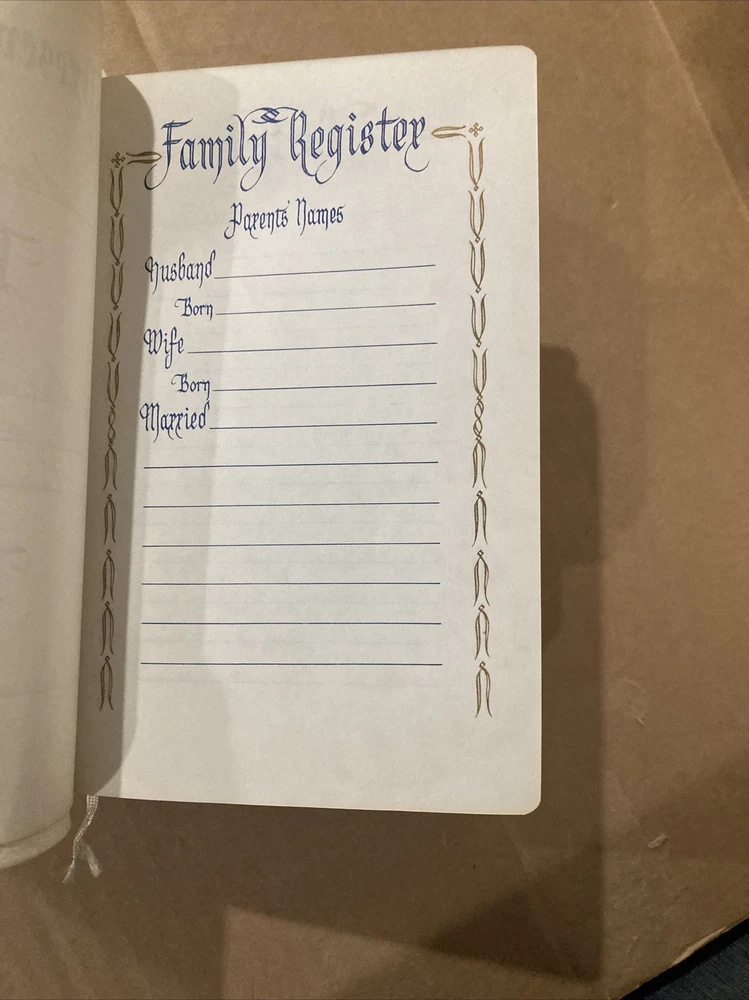 Family Register
Parents' Names
Husband
Born
Wife
Born
Married